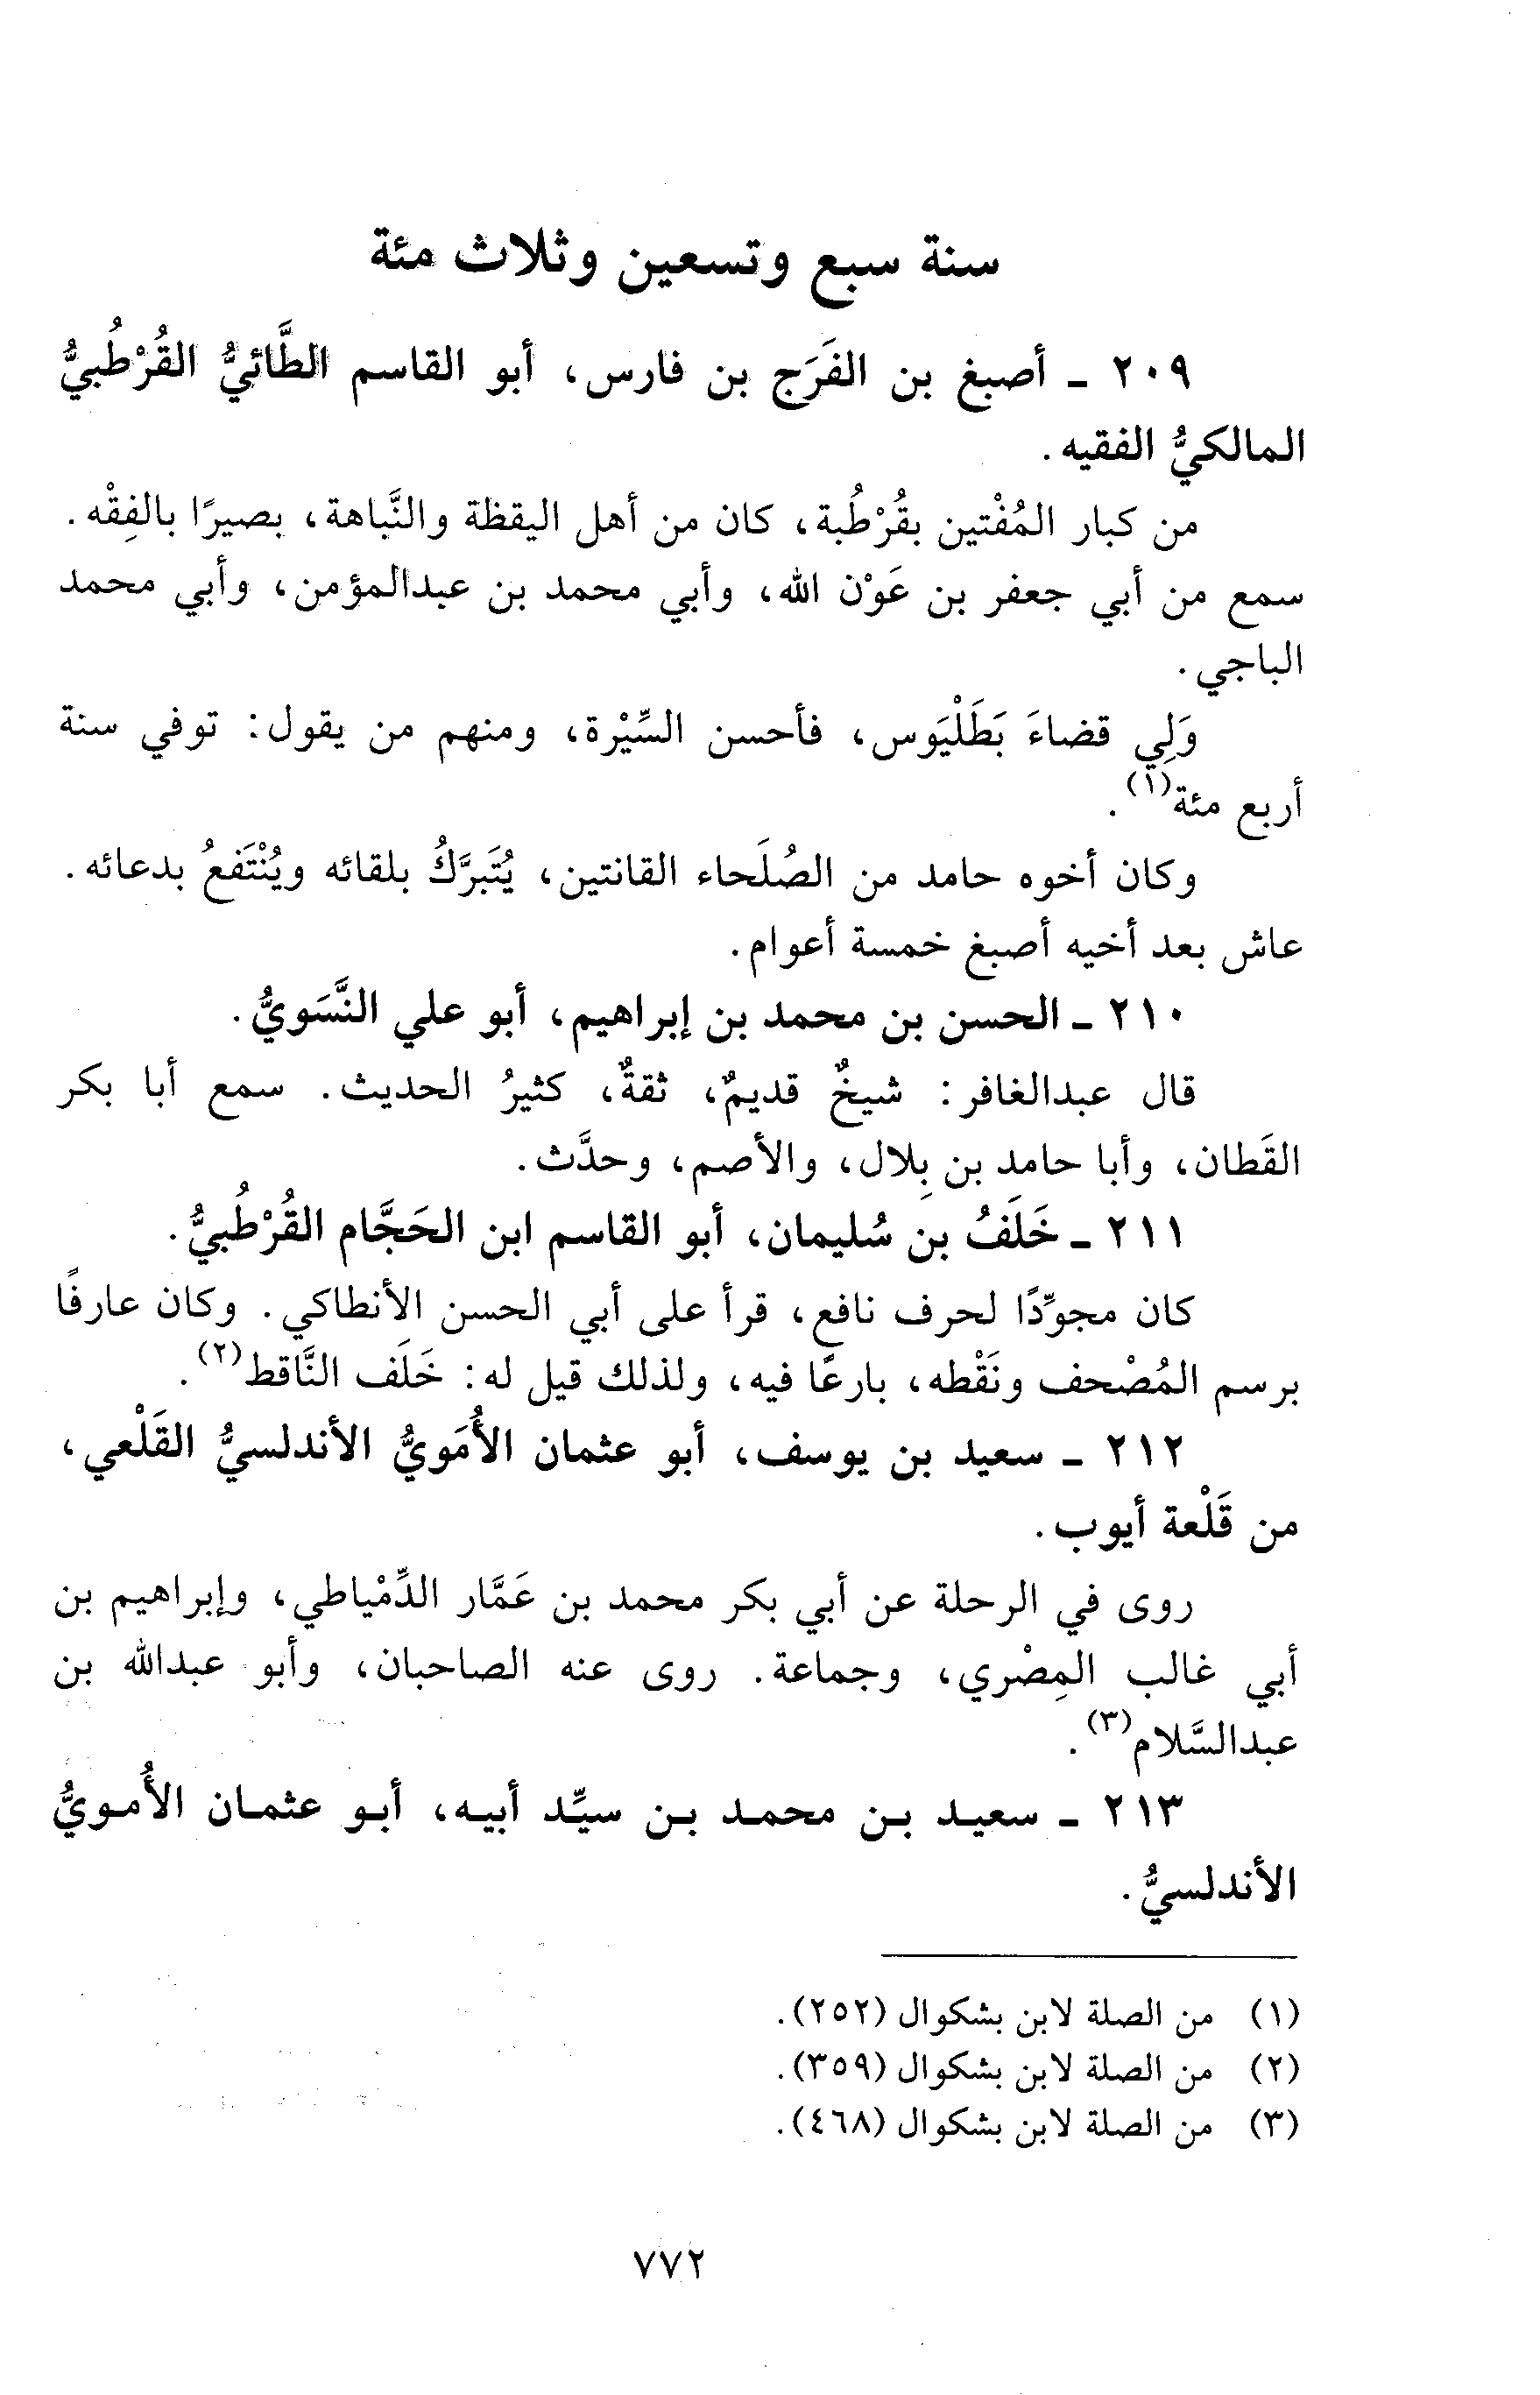 سنة سبع وتسعين وثلاث مئة
٢٠٩ - أصبغ بن الفَرَج بن فارس، أبو القاسم الطَّائيُّ القُرْطُبيُّ
المالكيُّ الفقيه.
من كبار المُفْتين بقُرْطُبة، كان من أهل اليقظة والنَّباهة، بصيرًا بالفِقْه.
سمع من أبي جعفر بن عَوْن الله، وأبي محمد بن عبدالمؤمن، وأبي محمد
الباجي.
وَلِي قضاءَ بَطَلْيَوس، فأحسن السِّيْرة، ومنهم من يقول: توفي سنة
أربع مئة(١).
وكان أخوه حامد من الصُلَحاء القانتين، يُتَبرَّكُ بلقائه ويُنْتَفعُ بدعائه.
عاش بعد أخيه أصبغ خمسة أعوام.
٢١٠ - الحسن بن محمد بن إبراهيم، أبو علي النَّسَويُّ.
قال عبدالغافر: شيخٌ قديمٌ، ثقةٌ، كثيرُ الحديث. سمع أبا بكر
القَطان، وأبا حامد بن بِلال، والأصم، وحدَّث.
٢١١ - خَلَفُ بن سُليمان، أبو القاسم ابن الحَجَّام القُرْطُبيُّ.
كان مجوِّدًا لحرف نافع، قرأ على أبي الحسن الأنطاكي. وكان عارفًا
برسم المُصْحف ونَقْطه، بارعًا فيه، ولذلك قيل له: خَلَف النَّاقط(٢).
٢١٢ - سعيد بن يوسف، أبو عثمان الأُمَويُّ الأندلسيُّ القَلْعي،
من قَلْعة أيوب.
روى في الرحلة عن أبي بكر محمد بن عَمَّار الدِّمْياطي، وإبراهيم بن
أبي غالب المِصْري، وجماعة. روى عنه الصاحبان، وأبو عبدالله بن
عبدالسَّلام(٣).
٢١٣ - سعيد بن محمد بن سيِّد أبيه، أبو عثمان الأُمويُّ
الأندلسيُّ.
(١) من الصلة لابن بشكوال (٢٥٢).
(٢) من الصلة لابن بشكوال (٣٥٩).
(٣) من الصلة لابن بشكوال (٤٦٨).
٧٧٢